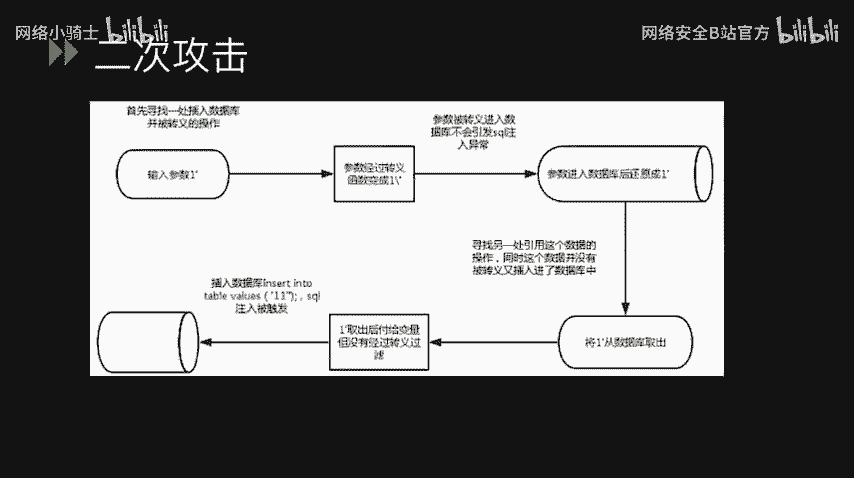 网络小骑士 bilibili
网络安全B站官方 bilibili
二次攻击
首先寻找一处插入数据库
并被转义的操作
输入参数1'
参数经过转义
函数变成1\'
参数被转义进入数
据库不会引发sql注
入异常
参数进入数据库后还原成1'
寻找另一处引用这个数据的
操作，同时这个数据并没有
被转义又插入进了数据库中
将1'从数据库取出
1'取出后付给变量
但没有经过转义过
滤
插入数据库insert into
table values ( '11'');，sql
注入被触发